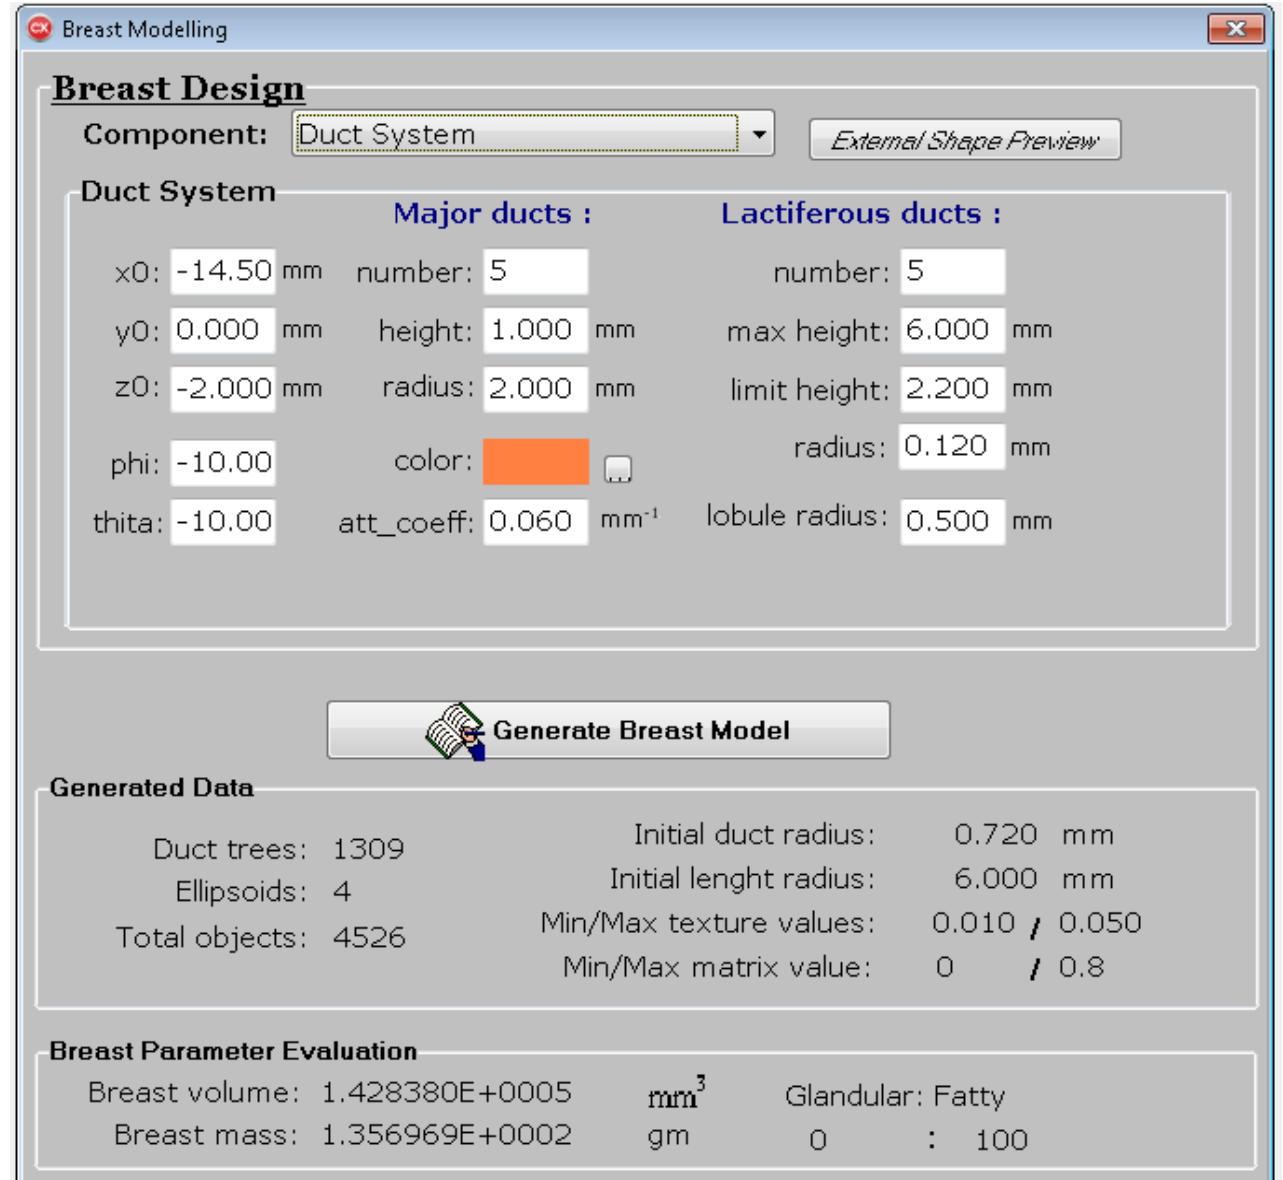 Breast Modelling
Breast Design
Component: Duct System External Shape Preview
Duct System
Major ducts : Lactiferous ducts :
x0: -14.50 mm number: 5 number: 5
y0: 0.000 mm height: 1.000 mm max height: 6.000 mm
z0: -2.000 mm radius: 2.000 mm limit height: 2.200 mm
phi: -10.00 color: ... radius: 0.120 mm
thita: -10.00 att_coeff: 0.060 mm⁻¹ lobule radius: 0.500 mm
Generate Breast Model
Generated Data
Duct trees: 1309 Initial duct radius: 0.720 mm
Ellipsoids: 4 Initial lenght radius: 6.000 mm
Total objects: 4526 Min/Max texture values: 0.010 / 0.050
Min/Max matrix value: 0 / 0.8
Breast Parameter Evaluation
Breast volume: 1.428380E+0005 mm³ Glandular: Fatty
Breast mass: 1.356969E+0002 gm 0 : 100